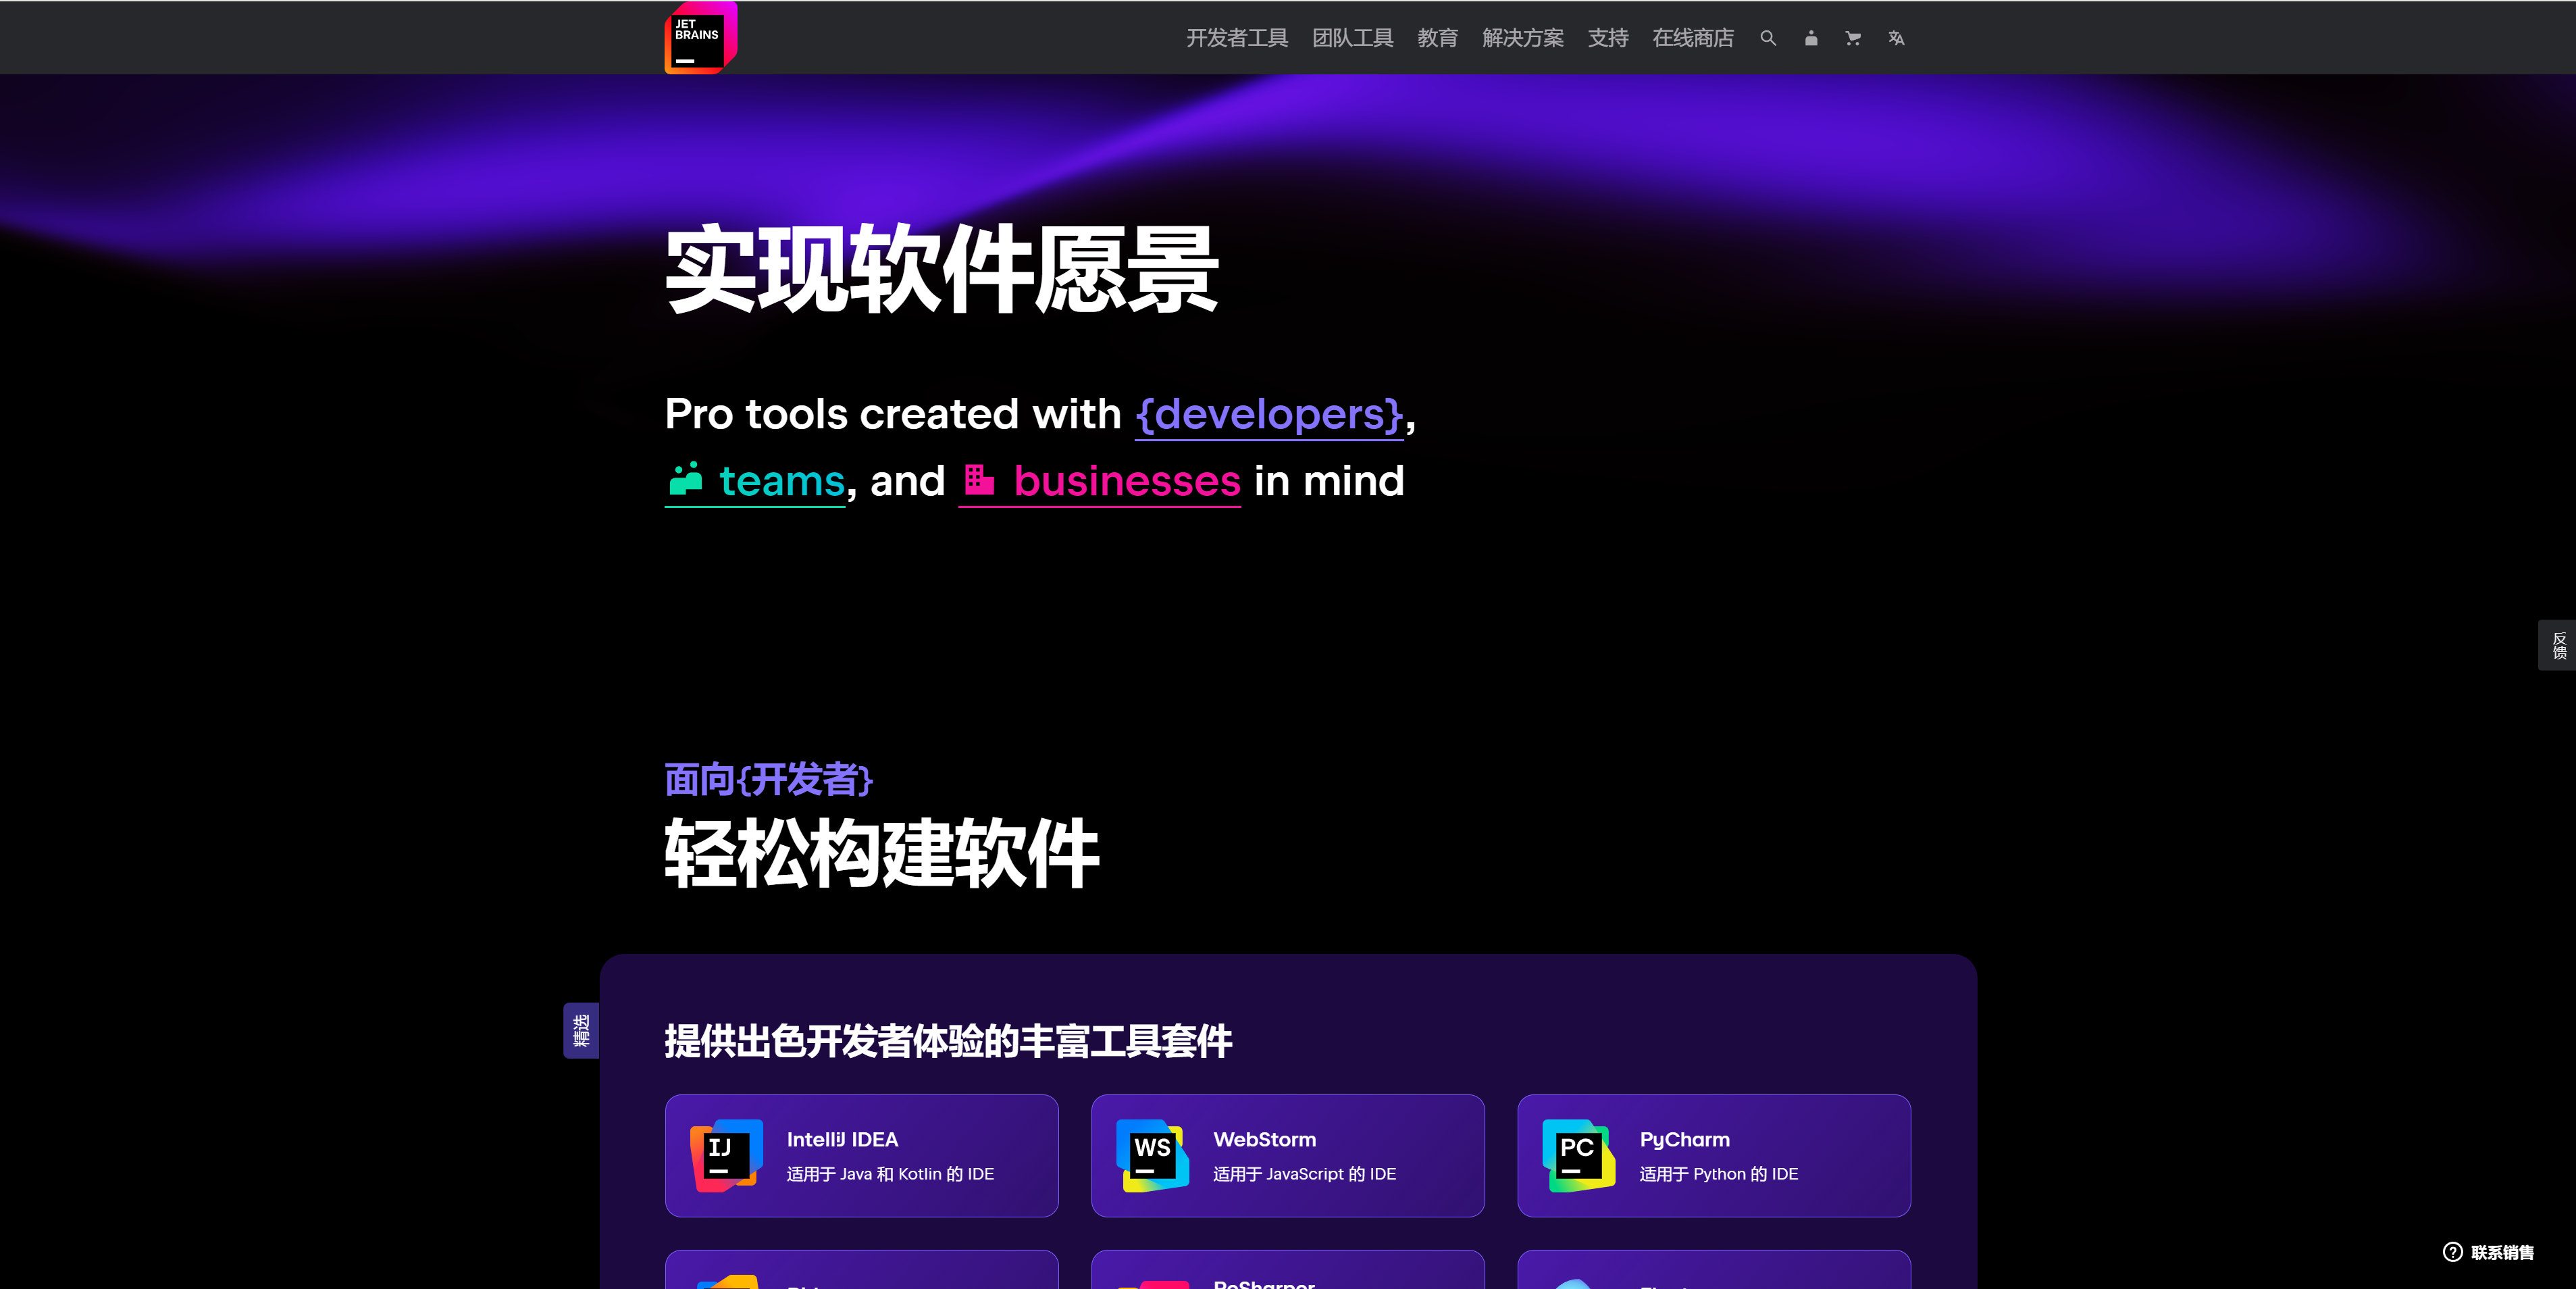 JET
BRAINS
开发者工具 团队工具 教育 解决方案 支持 在线商店
实现软件愿景
Pro tools created with {developers},
teams, and businesses in mind
反馈
面向{开发者}
轻松构建软件
精选
提供出色开发者体验的丰富工具套件
IJ
IntelliJ IDEA
适用于 Java 和 Kotlin 的 IDE
WS
WebStorm
适用于 JavaScript 的 IDE
PC
PyCharm
适用于 Python 的 IDE
ReSharper
联系销售